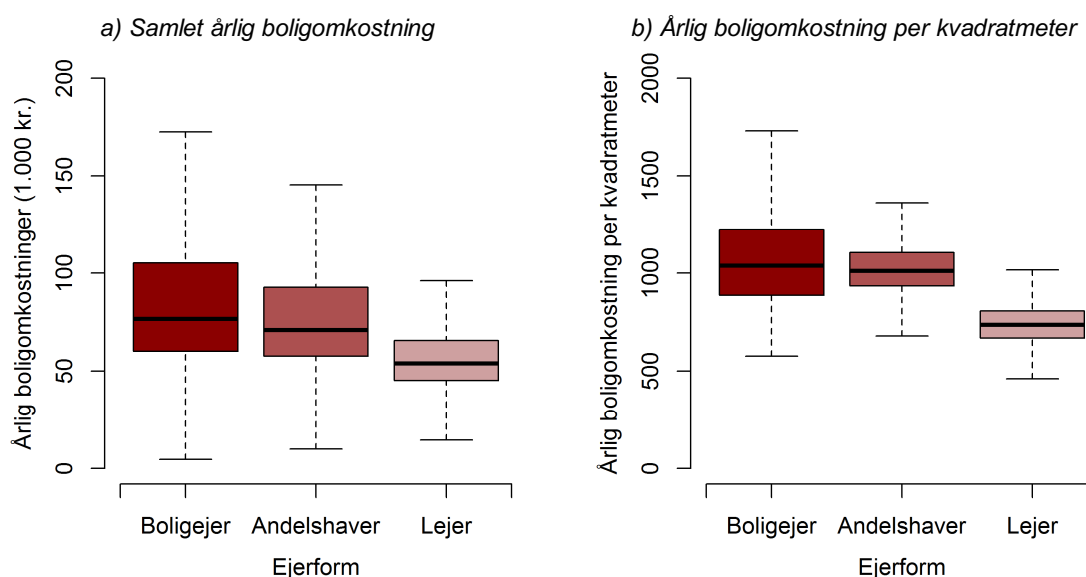 a) Samlet årlig boligomkostning
Årlig boligomkostninger (1.000 kr.)
200
150
100
50
0
Boligejer Andelshaver Lejer
Ejerform
b) Årlig boligomkostning per kvadratmeter
Årlig boligomkostning per kvadratmeter
2000
1500
1000
500
0
Boligejer Andelshaver Lejer
Ejerform